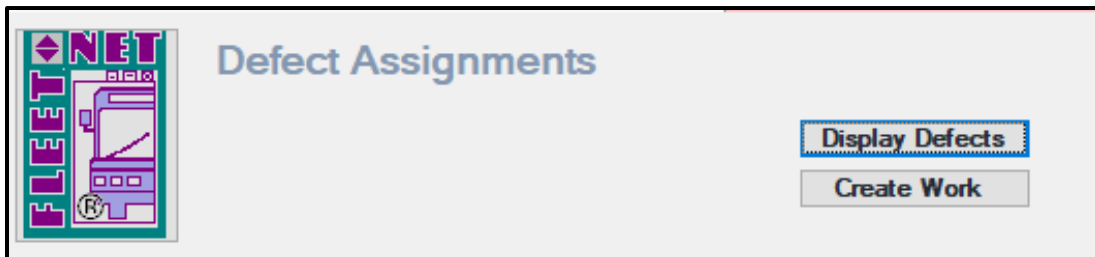 NET
FLEET
®
Defect Assignments
Display Defects
Create Work